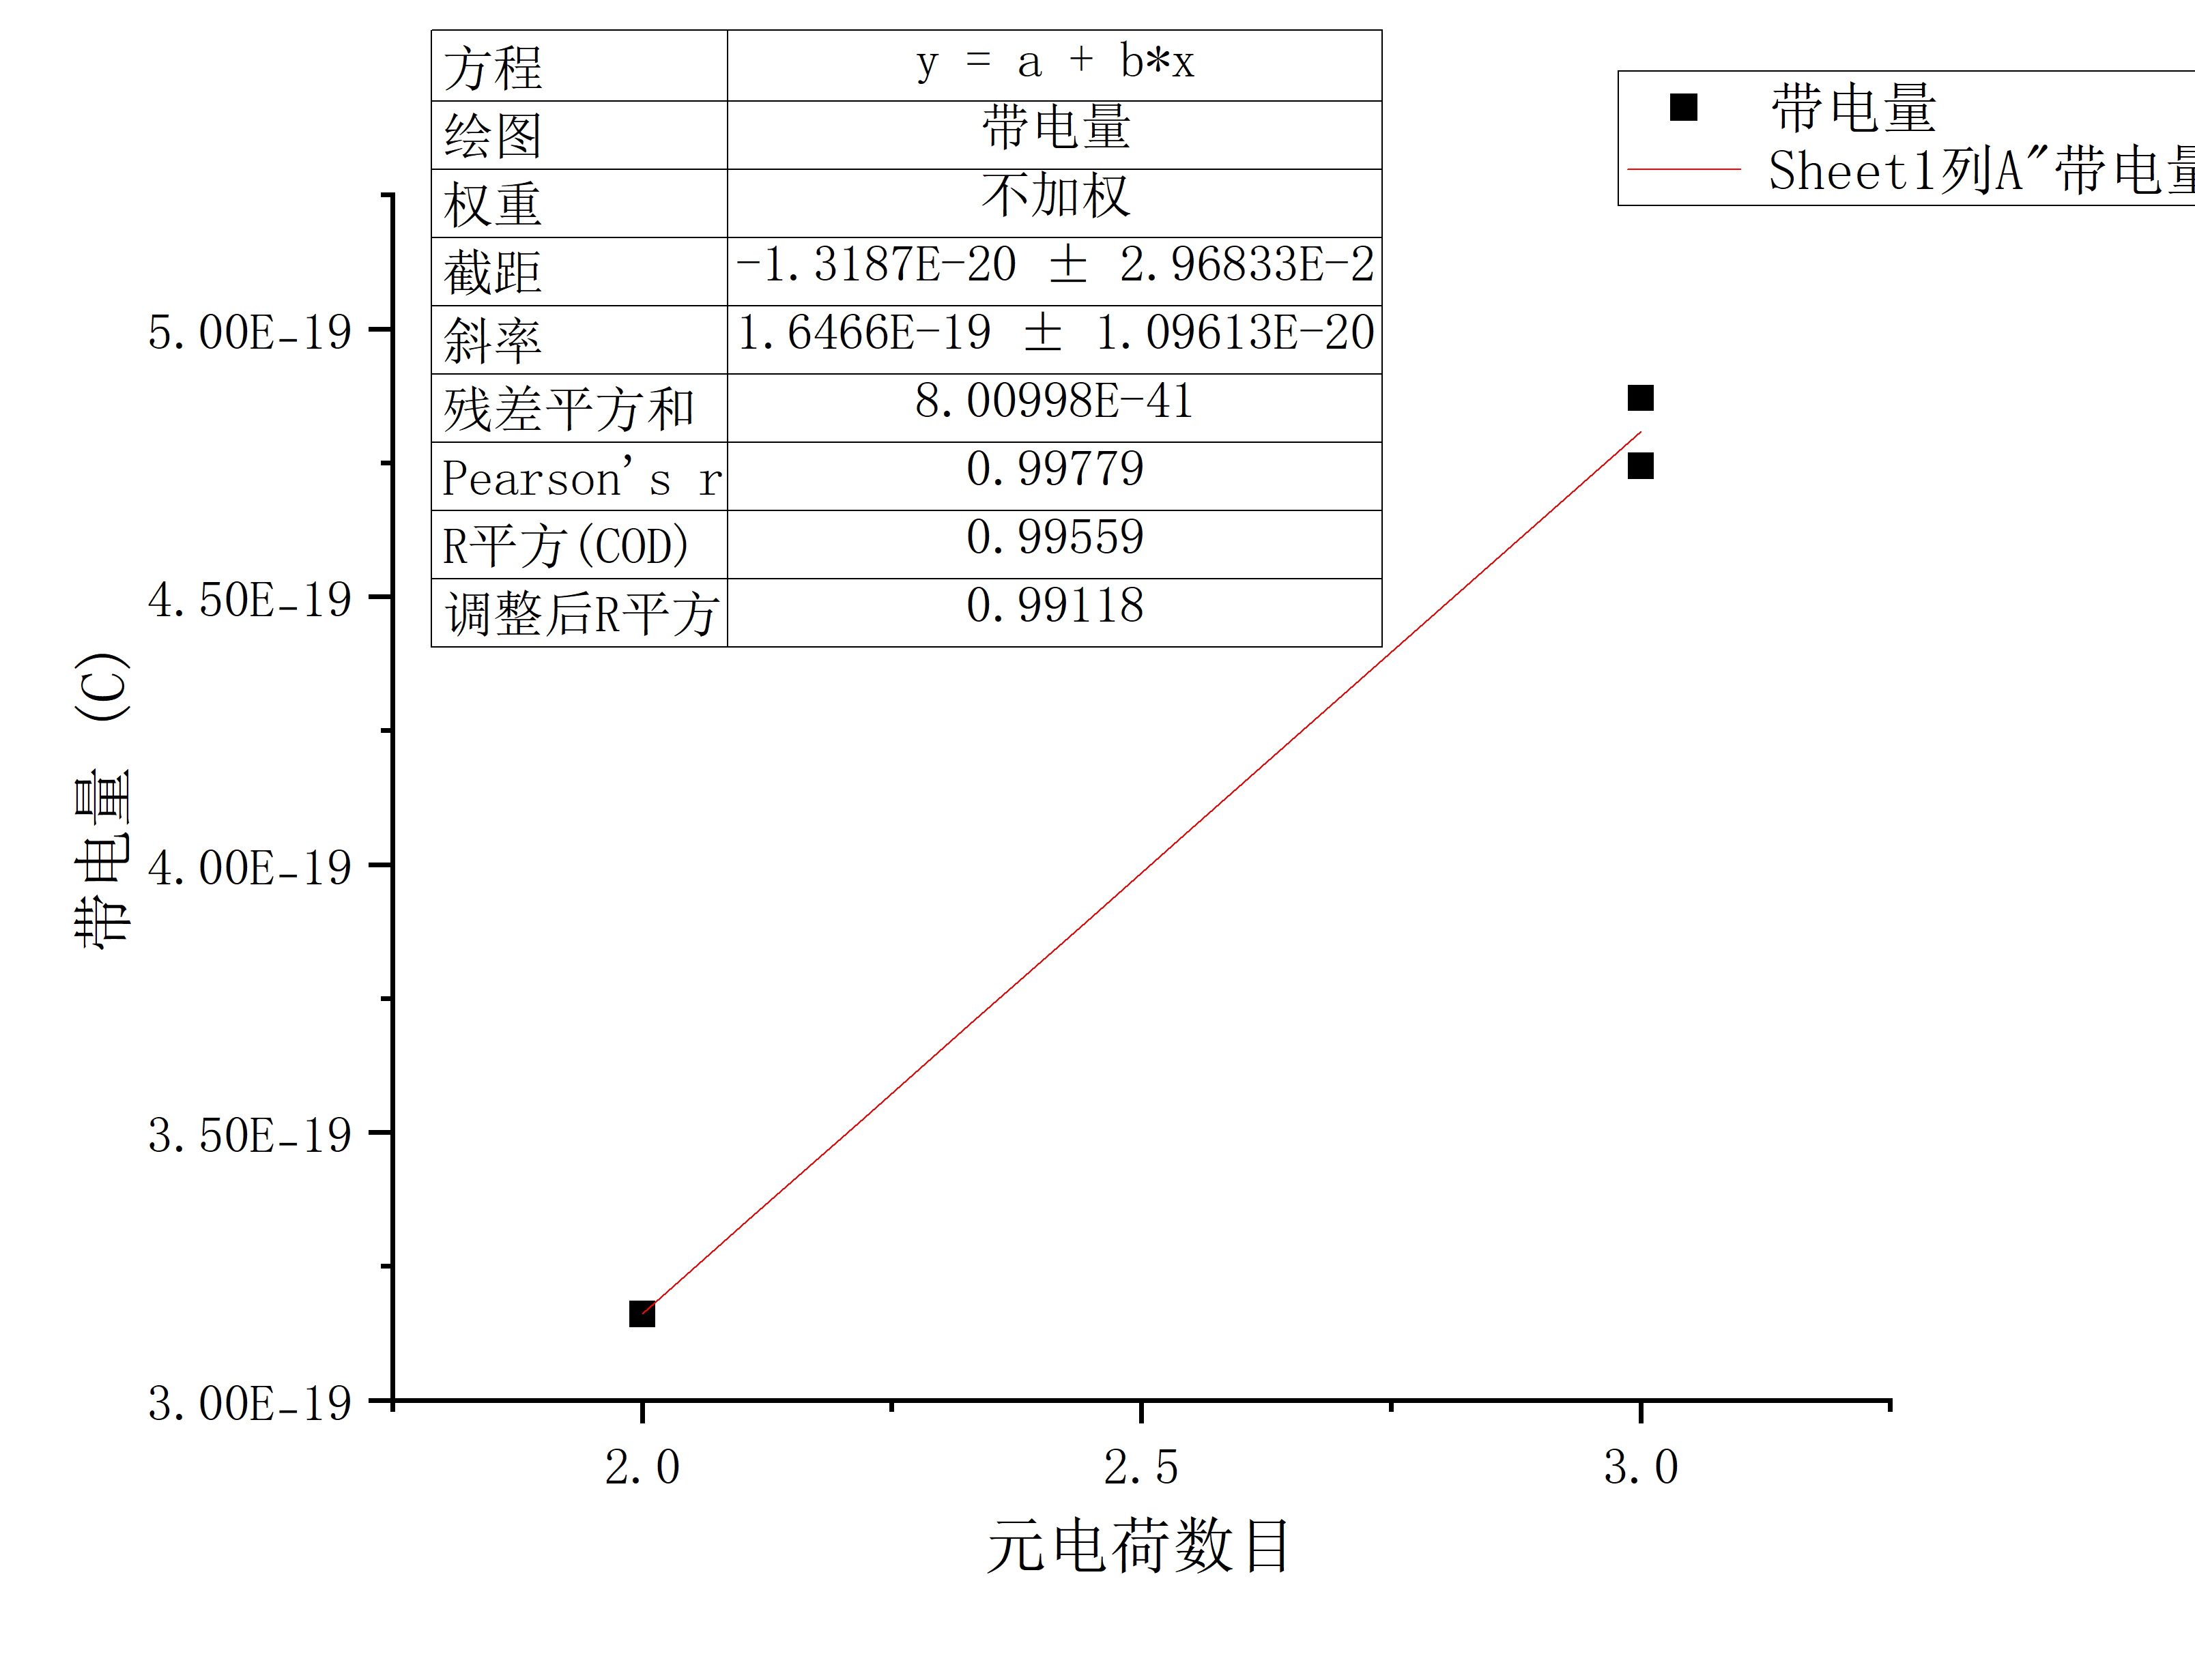 方程 y = a + b*x
绘图 带电量
权重 不加权
截距 -1.3187E-20 ± 2.96833E-2
斜率 1.6466E-19 ± 1.09613E-20
残差平方和 8.00998E-41
Pearson's r 0.99779
R平方(COD) 0.99559
调整后R平方 0.99118
带电量
Sheet1列A"带电量
5.00E-19
4.50E-19
4.00E-19
3.50E-19
3.00E-19
带电量 (C)
2.0 2.5 3.0
元电荷数目